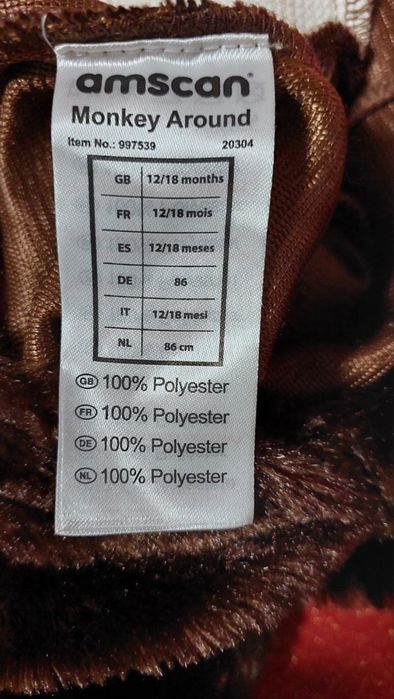 amscan®
Monkey Around
Item No.: 997539 20304
GB 12/18 months
FR 12/18 mois
ES 12/18 meses
DE 86
IT 12/18 mesi
NL 86 cm
GB 100% Polyester
FR 100% Polyester
DE 100% Polyester
NL 100% Polyester